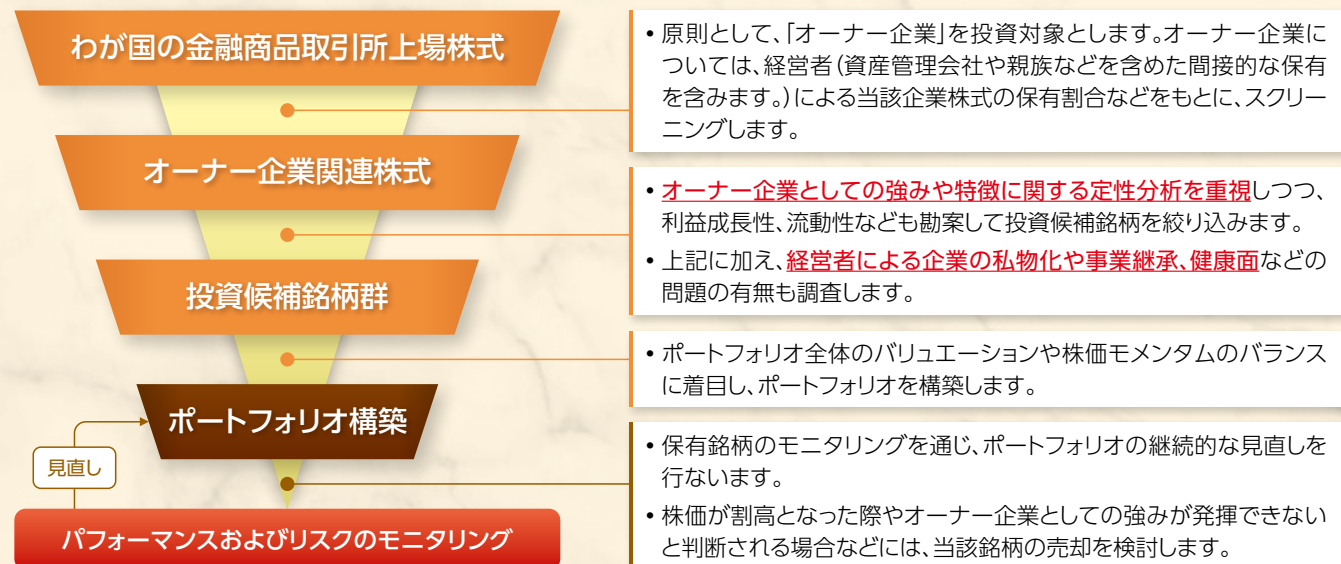 わが国の金融商品取引所上場株式
オーナー企業関連株式
投資候補銘柄群
ポートフォリオ構築
見直し
パフォーマンスおよびリスクのモニタリング
• 原則として、「オーナー企業」を投資対象とします。オーナー企業に
ついては、経営者(資産管理会社や親族などを含めた間接的な保有
を含みます。)による当該企業株式の保有割合などをもとに、スクリー
ニングします。
• オーナー企業としての強みや特徴に関する定性分析を重視しつつ、
利益成長性、流動性なども勘案して投資候補銘柄を絞り込みます。
• 上記に加え、経営者による企業の私物化や事業継承、健康面などの
問題の有無も調査します。
• ポートフォリオ全体のバリュエーションや株価モメンタムのバランス
に着目し、ポートフォリオを構築します。
• 保有銘柄のモニタリングを通じ、ポートフォリオの継続的な見直しを
行ないます。
• 株価が割高となった際やオーナー企業としての強みが発揮できない
と判断される場合などには、当該銘柄の売却を検討します。